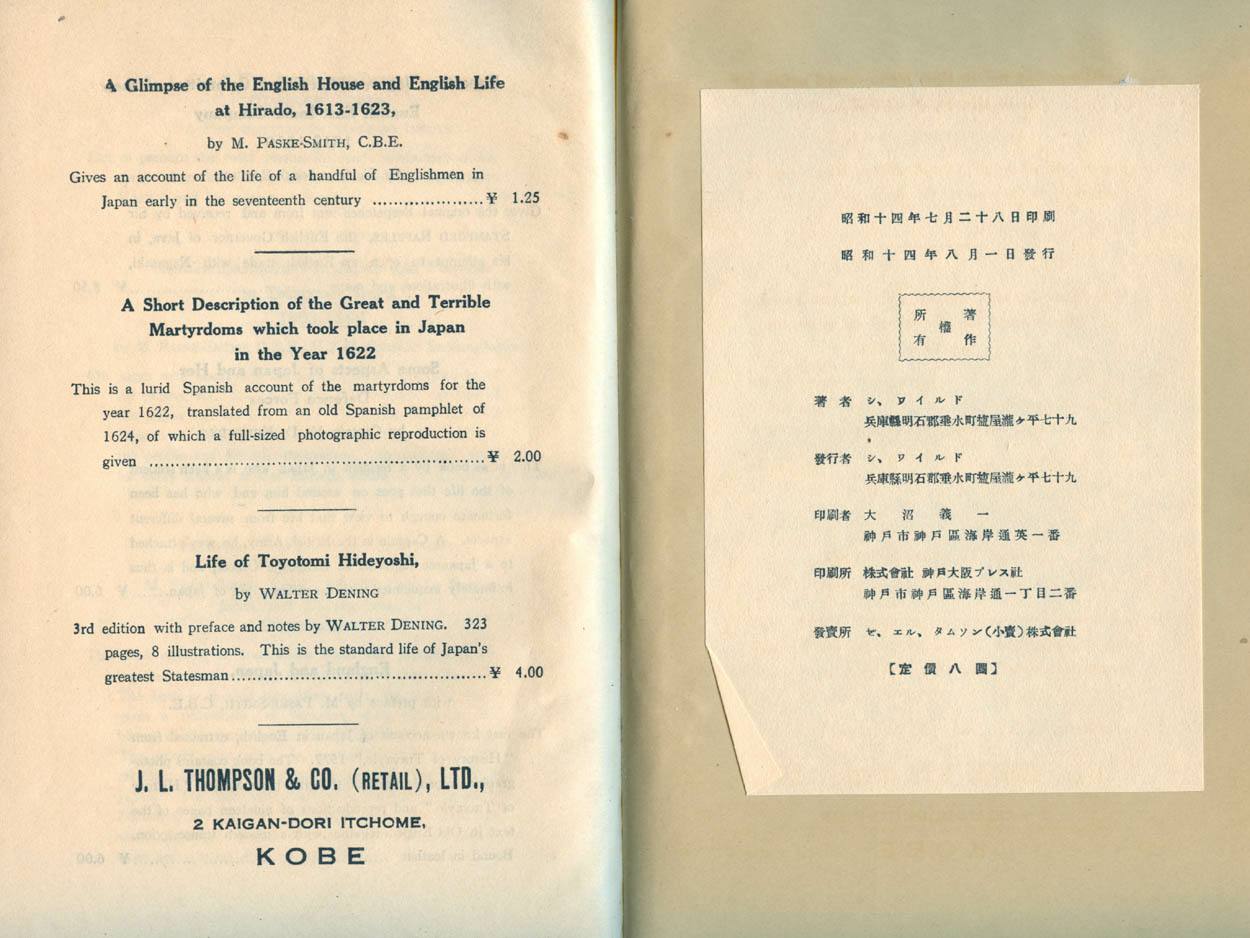 A Glimpse of the English House and English Life
at Hirado, 1613-1623,
by M. PASKE-SMITH, C.B.E.
Gives an account of the life of a handful of Englishmen in
Japan early in the seventeenth century .....................¥ 1.25
A Short Description of the Great and Terrible
Martyrdoms which took place in Japan
in the Year 1622
This is a lurid Spanish account of the martyrdoms for the
year 1622, translated from an old Spanish pamphlet of
1624, of which a full-sized photographic reproduction is
given ................................................................¥ 2.00
Life of Toyotomi Hideyoshi,
by WALTER DENING
3rd edition with preface and notes by WALTER DENING. 323
pages, 8 illustrations. This is the standard life of Japan's
greatest Statesman................................................¥ 4.00
J. L. THOMPSON & CO. (RETAIL), LTD.,
2 KAIGAN-DORI ITCHOME,
KOBE
昭和十四年七月二十八日印刷
昭和十四年八月一日發行
著作
權
所有
著者 シ、ワイルド
兵庫縣明石郡垂水町 瀧ヶ平七十九
發行者 シ、ワイルド
兵庫縣明石郡垂水町 瀧ヶ平七十九
印刷者 大沼義一
神戸市神戸區海岸通英一番
印刷所 株式會社 神戸大阪プレス社
神戸市神戸區海岸通一丁目二番
發賣所 ゼ、エル、タムソン(小賣)株式會社
【定價八圓】